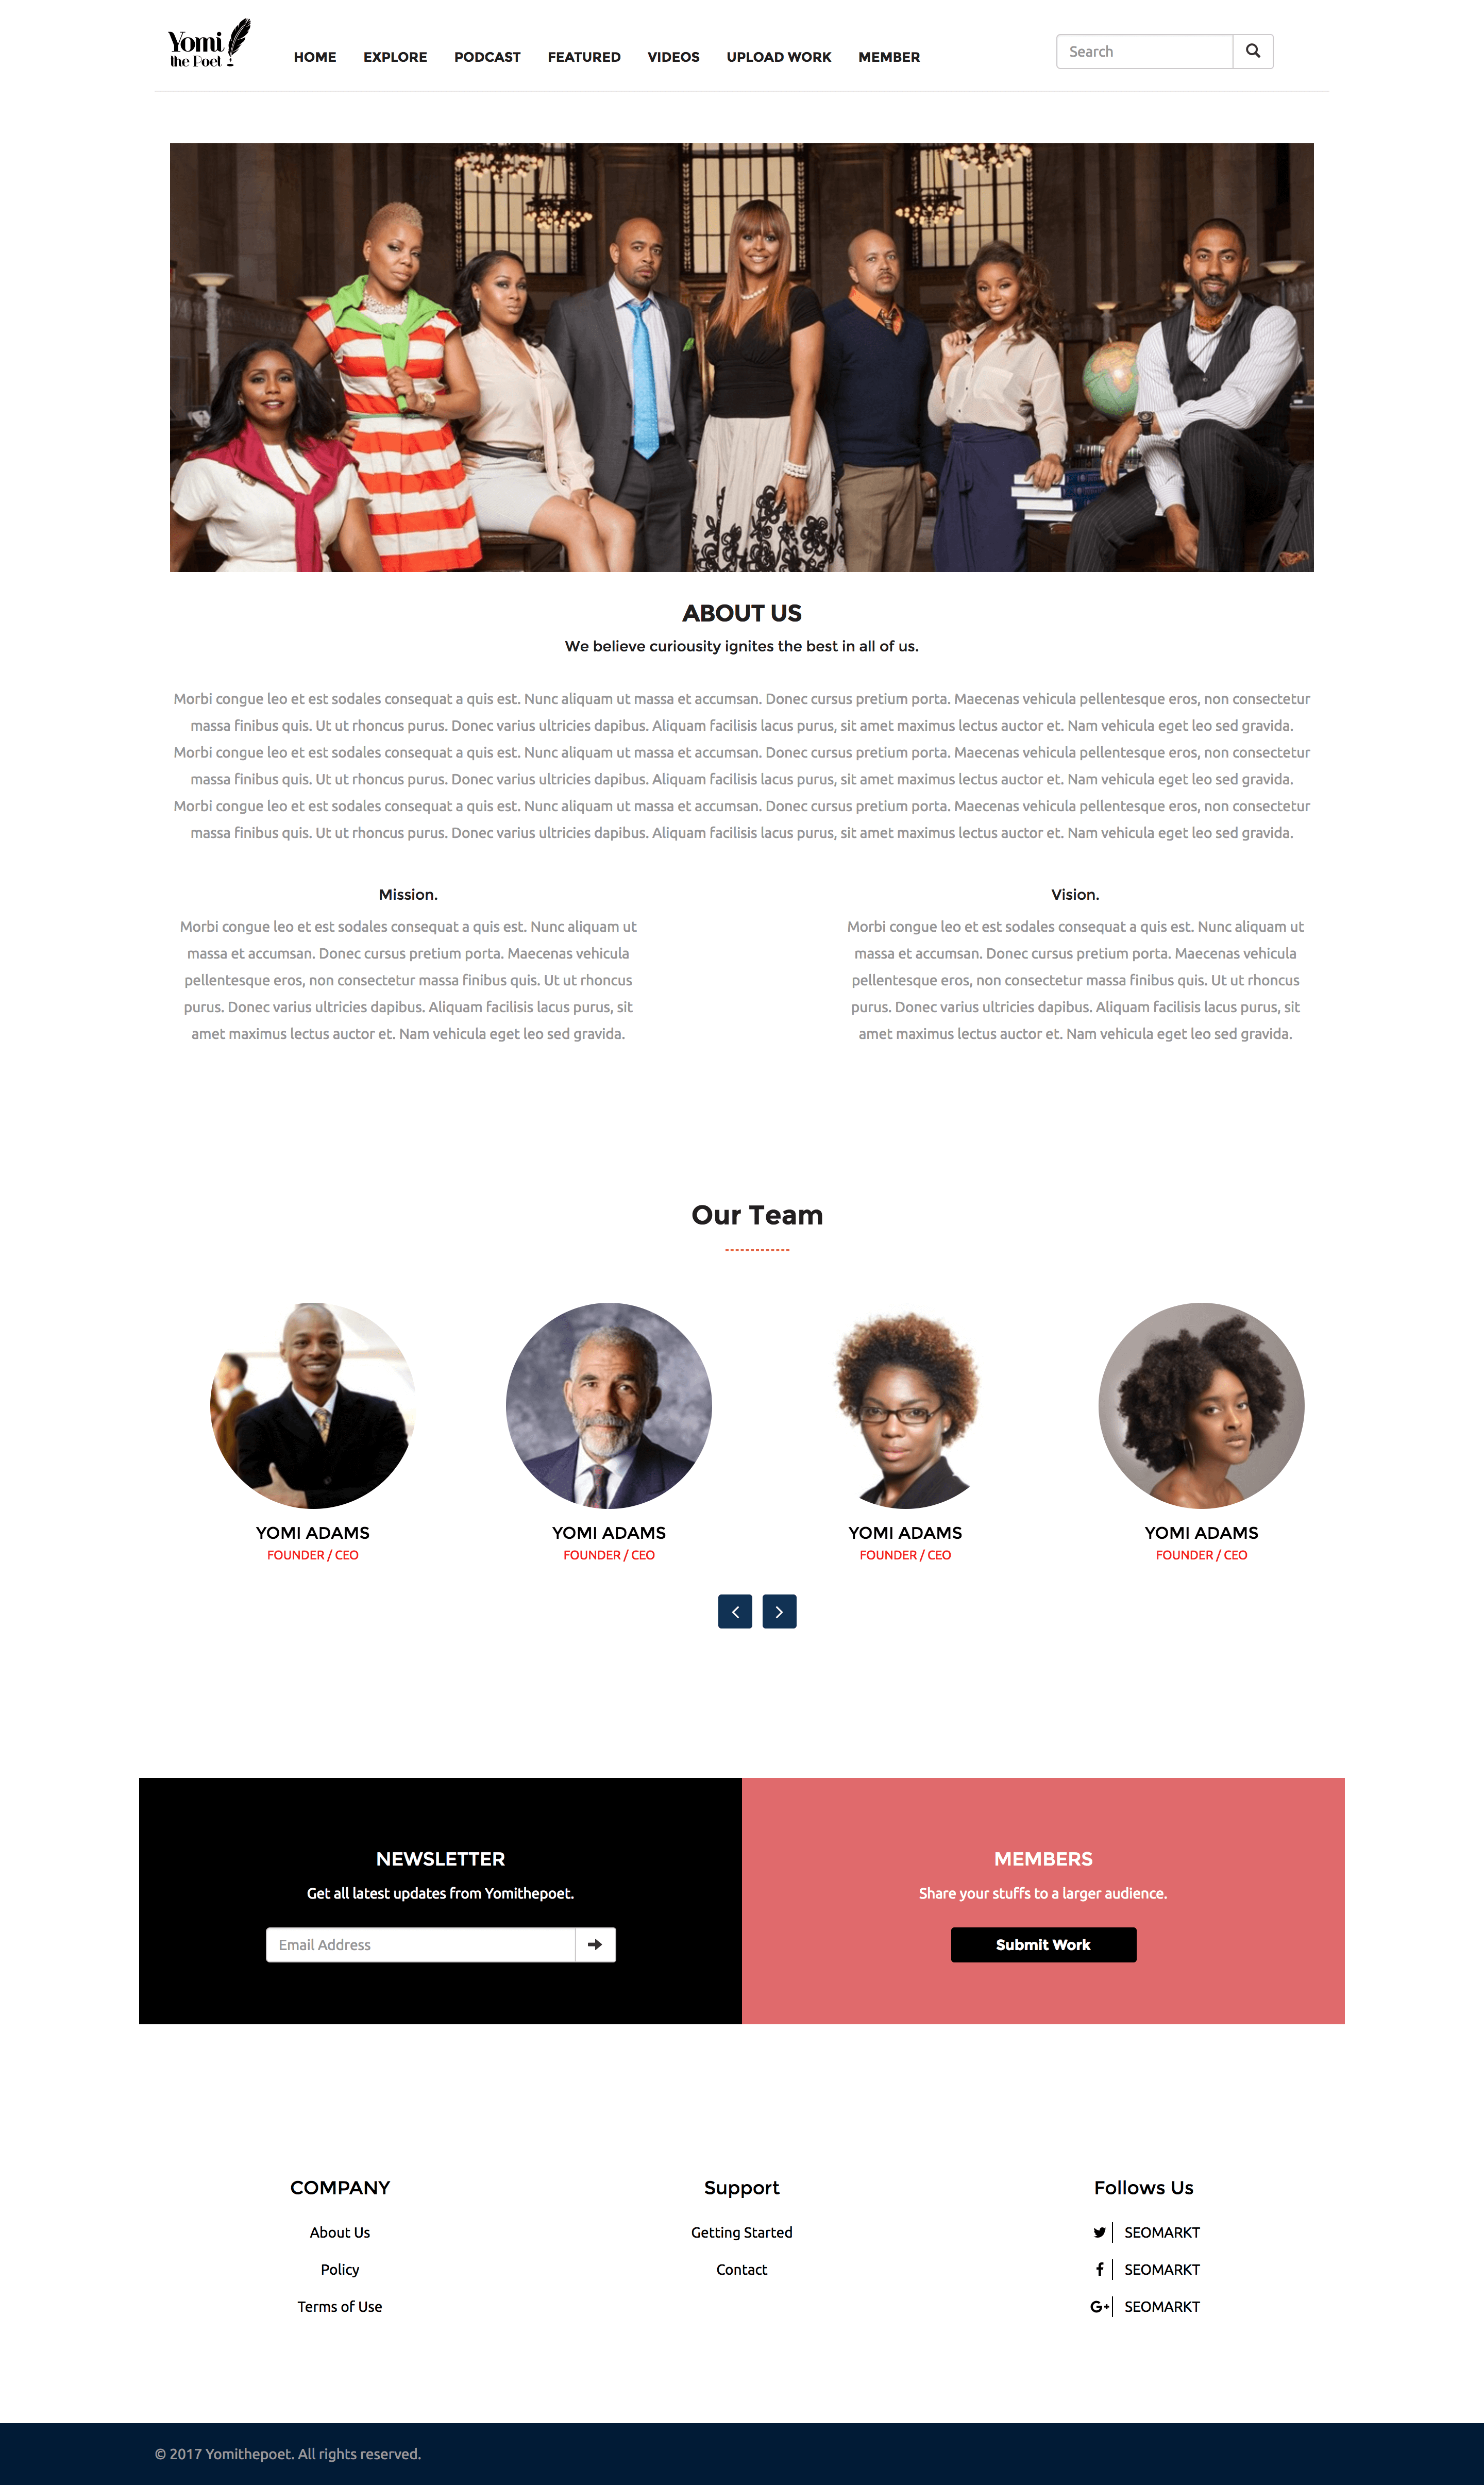 Yomi
the Poet
HOME EXPLORE PODCAST FEATURED VIDEOS UPLOAD WORK MEMBER
Search
ABOUT US
We believe curiousity ignites the best in all of us.
Morbi congue leo et est sodales consequat a quis est. Nunc aliquam ut massa et accumsan. Donec cursus pretium porta. Maecenas vehicula pellentesque eros, non consectetur
massa finibus quis. Ut ut rhoncus purus. Donec varius ultricies dapibus. Aliquam facilisis lacus purus, sit amet maximus lectus auctor et. Nam vehicula eget leo sed gravida.
Morbi congue leo et est sodales consequat a quis est. Nunc aliquam ut massa et accumsan. Donec cursus pretium porta. Maecenas vehicula pellentesque eros, non consectetur
massa finibus quis. Ut ut rhoncus purus. Donec varius ultricies dapibus. Aliquam facilisis lacus purus, sit amet maximus lectus auctor et. Nam vehicula eget leo sed gravida.
Morbi congue leo et est sodales consequat a quis est. Nunc aliquam ut massa et accumsan. Donec cursus pretium porta. Maecenas vehicula pellentesque eros, non consectetur
massa finibus quis. Ut ut rhoncus purus. Donec varius ultricies dapibus. Aliquam facilisis lacus purus, sit amet maximus lectus auctor et. Nam vehicula eget leo sed gravida.
Mission.
Morbi congue leo et est sodales consequat a quis est. Nunc aliquam ut
massa et accumsan. Donec cursus pretium porta. Maecenas vehicula
pellentesque eros, non consectetur massa finibus quis. Ut ut rhoncus
purus. Donec varius ultricies dapibus. Aliquam facilisis lacus purus, sit
amet maximus lectus auctor et. Nam vehicula eget leo sed gravida.
Vision.
Morbi congue leo et est sodales consequat a quis est. Nunc aliquam ut
massa et accumsan. Donec cursus pretium porta. Maecenas vehicula
pellentesque eros, non consectetur massa finibus quis. Ut ut rhoncus
purus. Donec varius ultricies dapibus. Aliquam facilisis lacus purus, sit
amet maximus lectus auctor et. Nam vehicula eget leo sed gravida.
Our Team
YOMI ADAMS
FOUNDER / CEO
YOMI ADAMS
FOUNDER / CEO
YOMI ADAMS
FOUNDER / CEO
YOMI ADAMS
FOUNDER / CEO
NEWSLETTER
Get all latest updates from Yomithepoet.
Email Address
MEMBERS
Share your stuffs to a larger audience.
Submit Work
COMPANY
About Us
Policy
Terms of Use
Support
Getting Started
Contact
Follows Us
SEOMARKT
SEOMARKT
SEOMARKT
© 2017 Yomithepoet. All rights reserved.